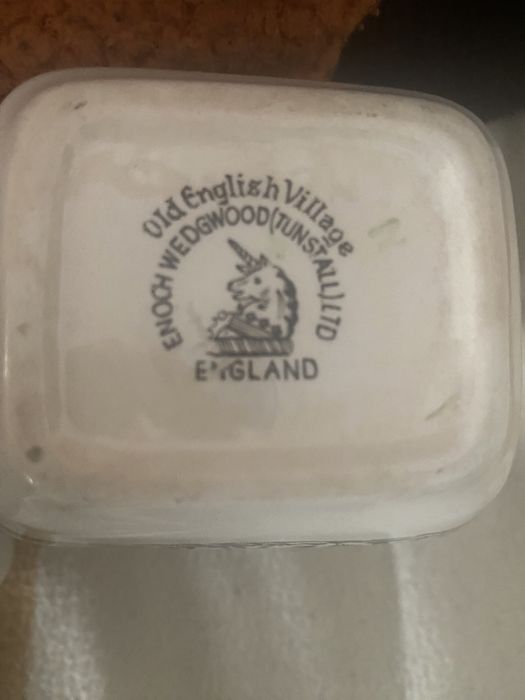 Old English Village
ENOCH WEDGWOOD (TUNSTALL) LTD
ENGLAND